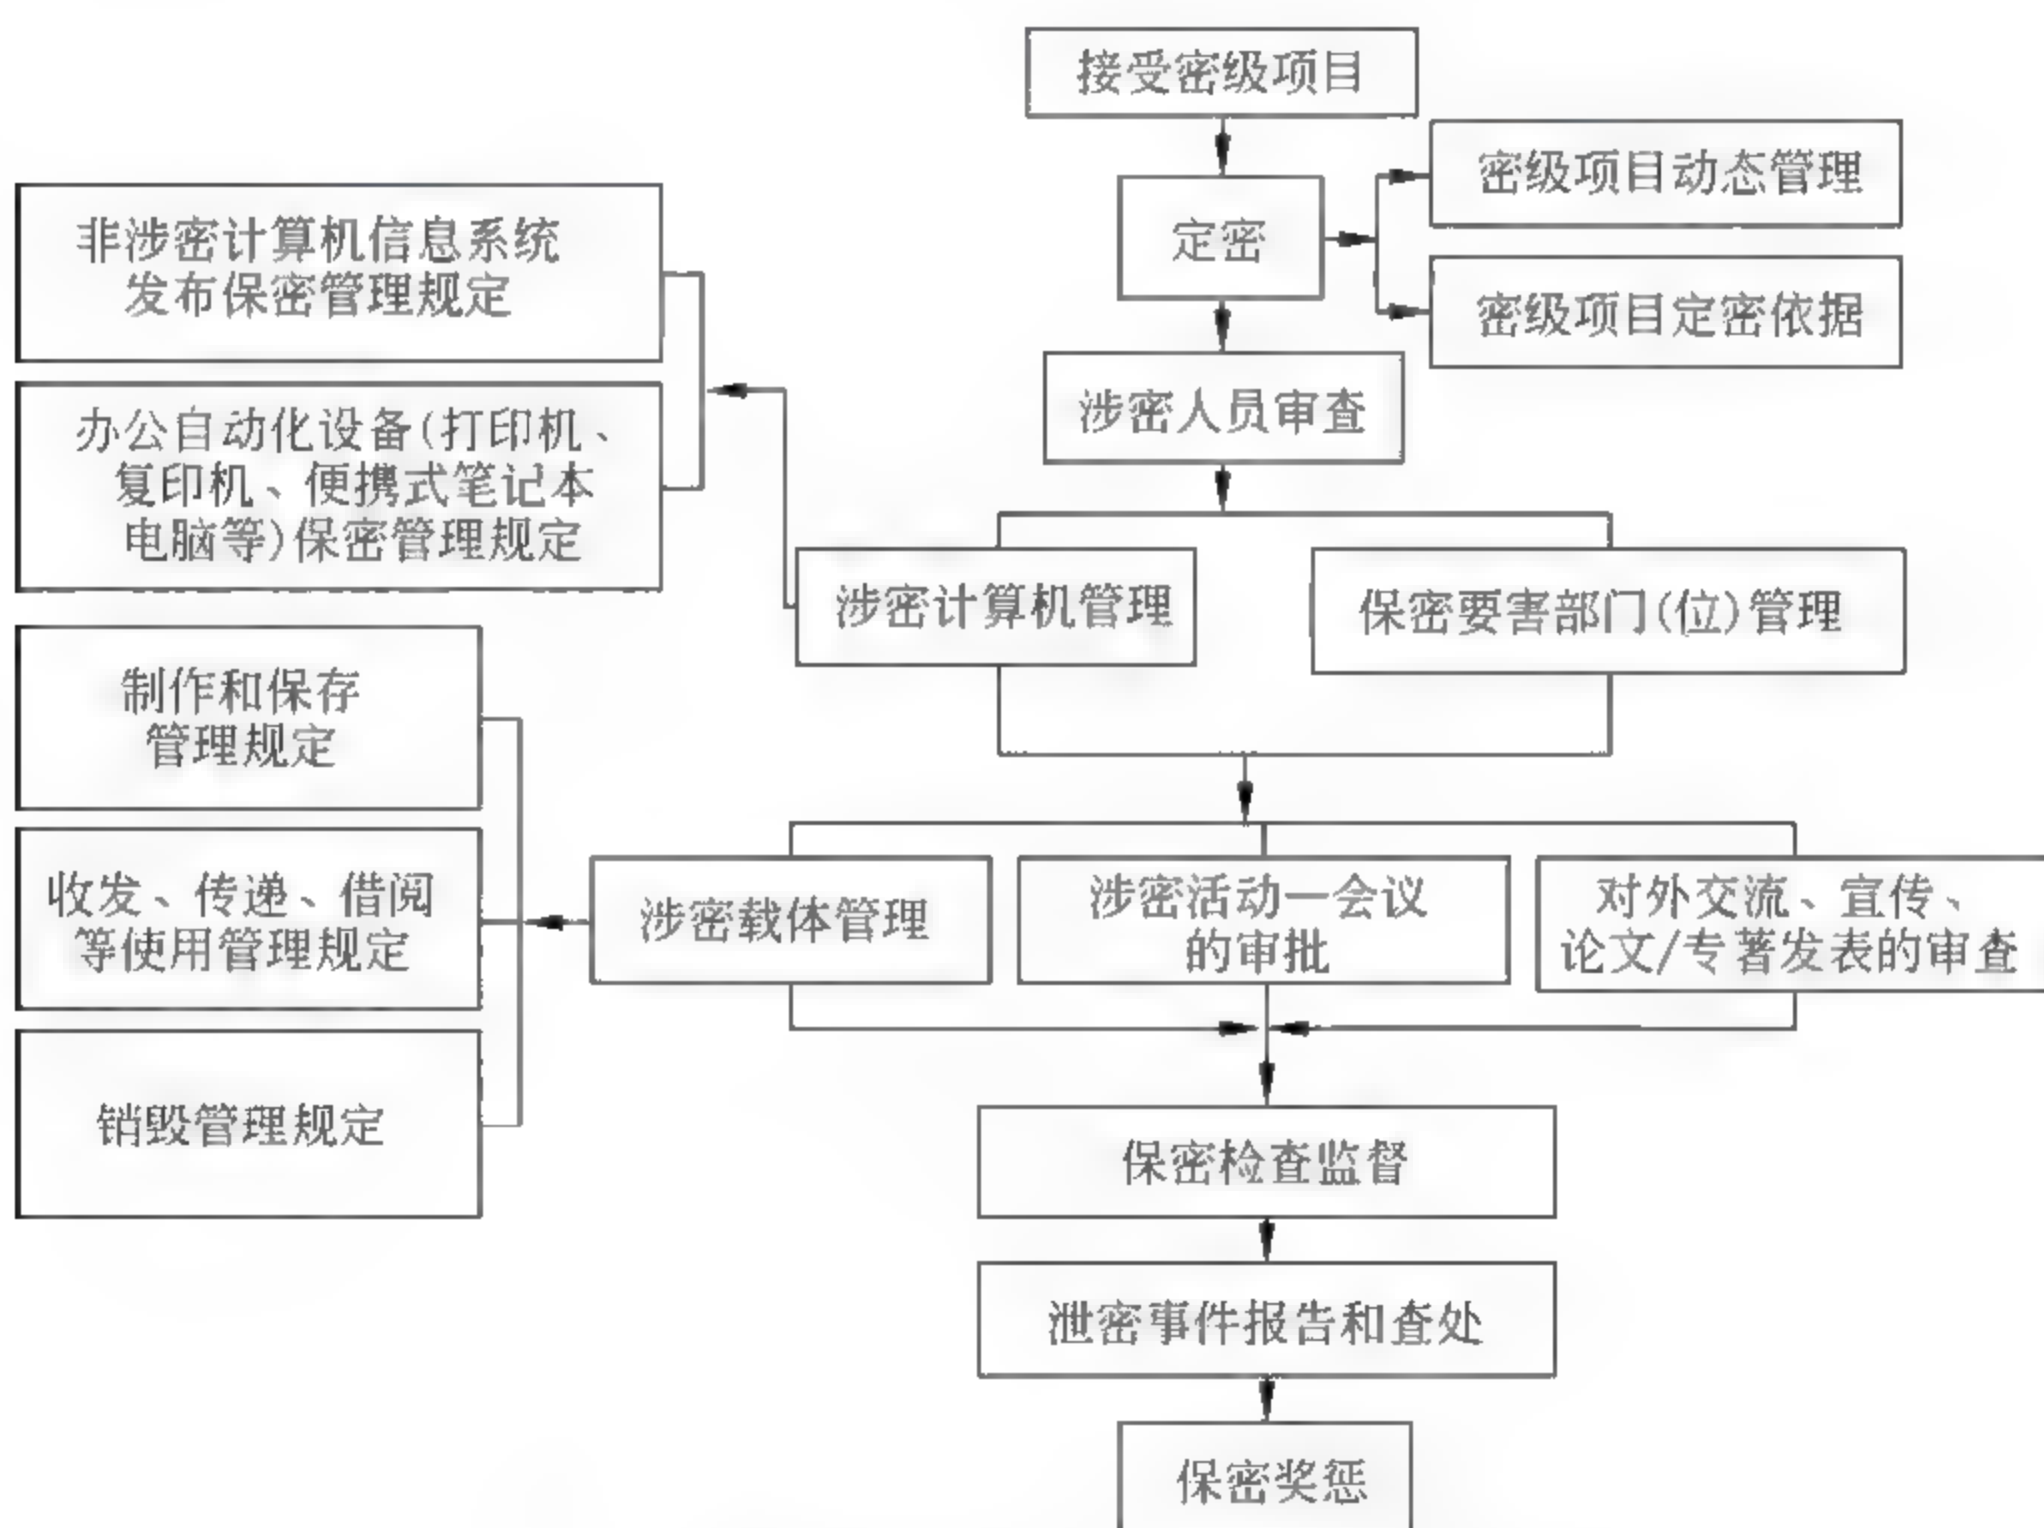 接受密级项目
密级项目动态管理
定密
密级项目定密依据
非涉密计算机信息系统
发布保密管理规定
涉密人员审查
办公自动化设备(打印机、
复印机、便携式笔记本
电脑等)保密管理规定
涉密计算机管理
保密要害部门(位)管理
制作和保存
管理规定
收发、传递、借阅
等使用管理规定
涉密载体管理
涉密活动—会议
的审批
对外交流、宣传、
论文/专著发表的审查
销毁管理规定
保密检查监督
泄密事件报告和查处
保密奖惩